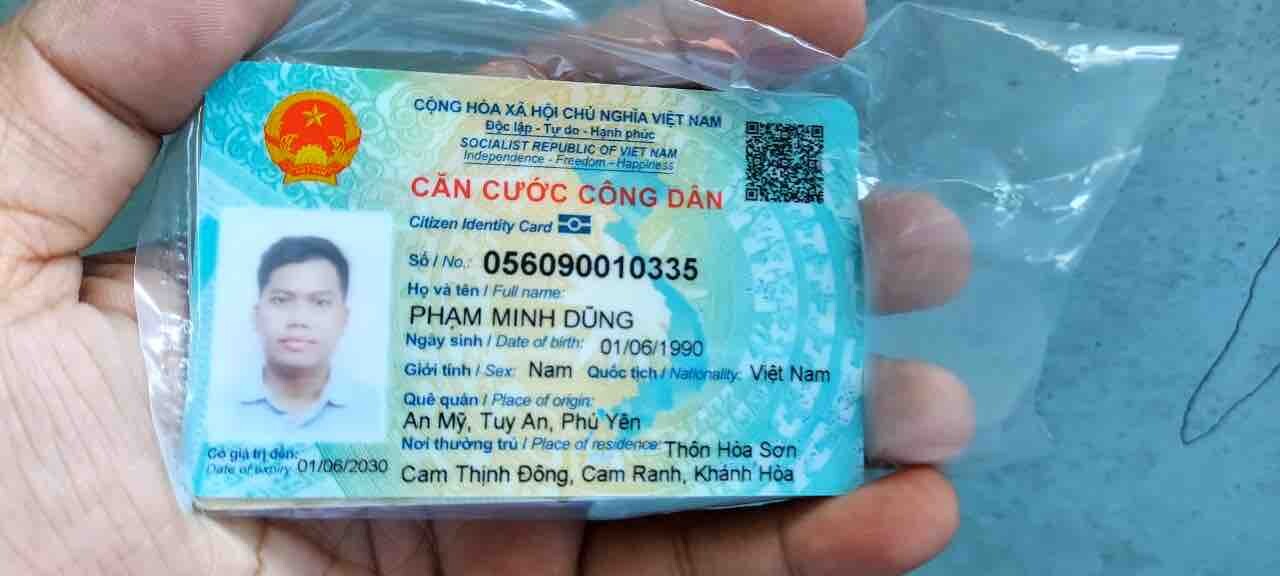 CỘNG HÒA XÃ HỘI CHỦ NGHĨA VIỆT NAM
Độc lập - Tự do - Hạnh phúc
SOCIALIST REPUBLIC OF VIET NAM
Independence - Freedom - Happiness
CĂN CƯỚC CÔNG DÂN
Citizen Identity Card
Số / No.: 056090010335
Họ và tên / Full name:
PHẠM MINH DŨNG
Ngày sinh / Date of birth: 01/06/1990
Giới tính / Sex: Nam Quốc tịch / Nationality: Việt Nam
Quê quán / Place of origin:
An Mỹ, Tuy An, Phú Yên
Nơi thường trú / Place of residence: Thôn Hòa Sơn
Cam Thịnh Đông, Cam Ranh, Khánh Hòa
Có giá trị đến:
Date of expiry 01/06/2030